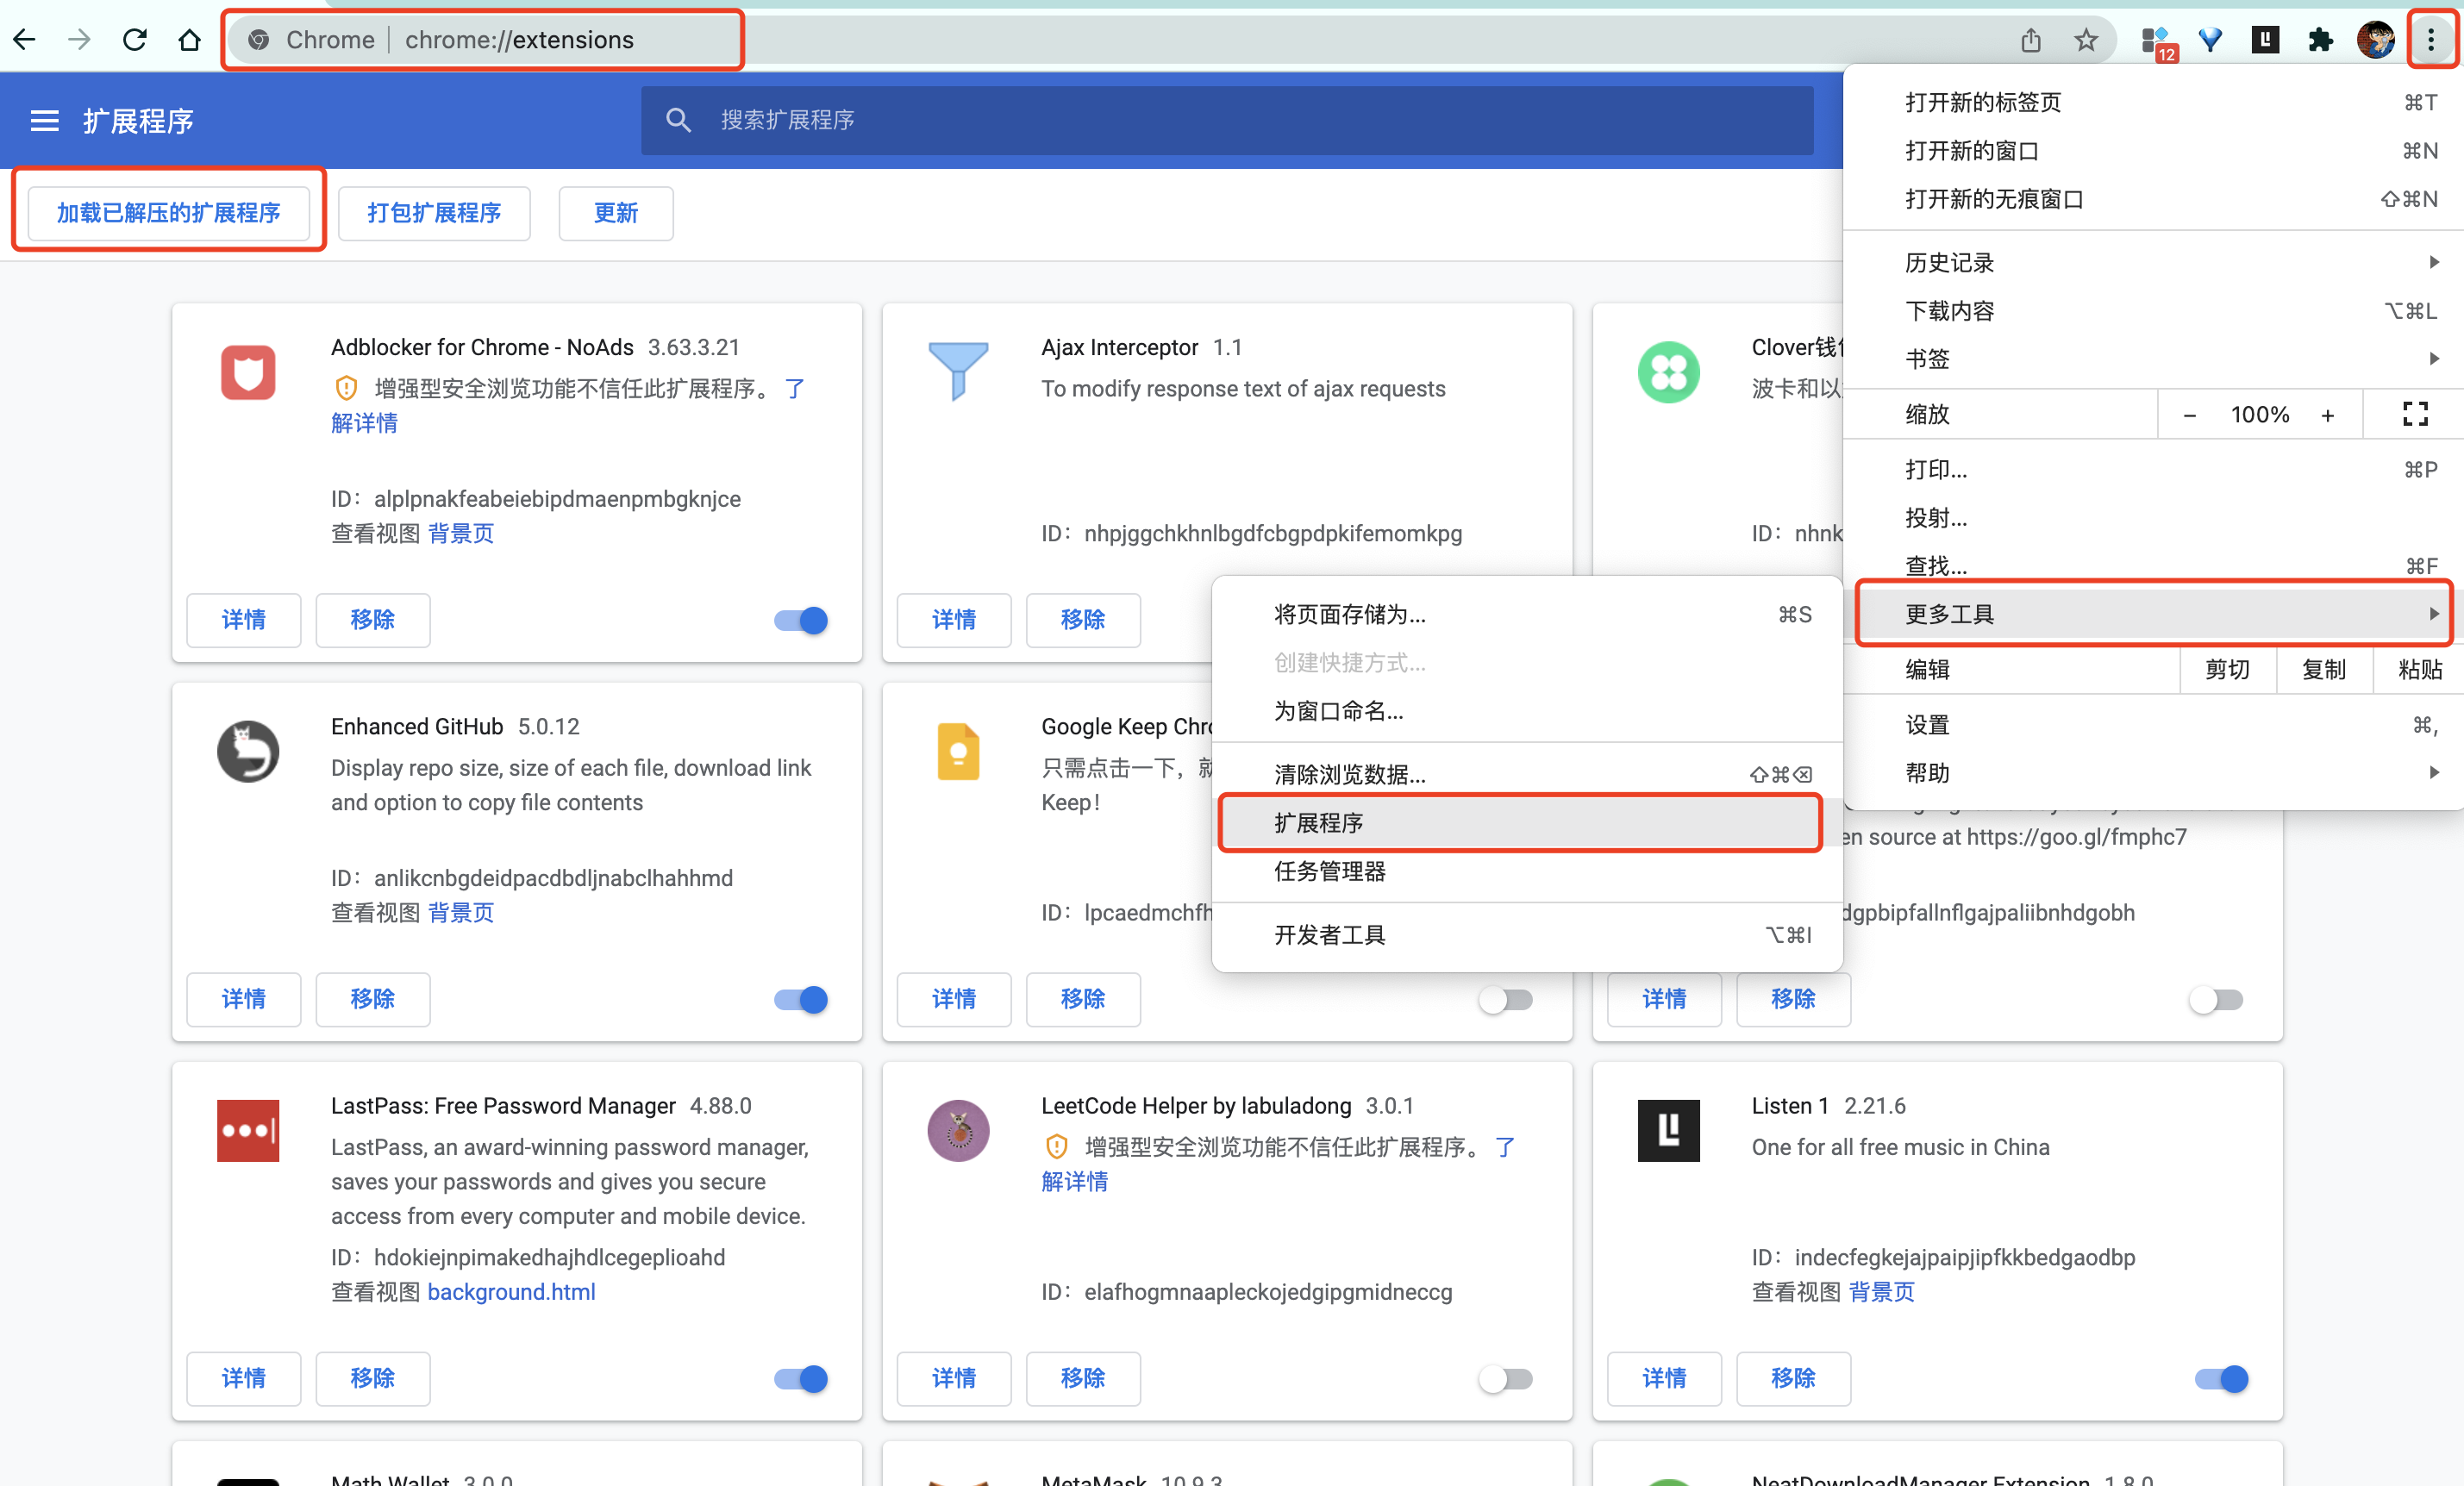 Chrome | chrome://extensions
12
扩展程序
搜索扩展程序
加载已解压的扩展程序
打包扩展程序
更新
打开新的标签页 ⌘T
打开新的窗口 ⌘N
打开新的无痕窗口 ⇧⌘N
历史记录
下载内容 ⌥⌘L
书签
缩放 – 100% +
打印... ⌘P
投射...
查找... ⌘F
更多工具
编辑 剪切 复制 粘贴
设置 ⌘,
帮助
将页面存储为... ⌘S
创建快捷方式...
为窗口命名...
清除浏览数据... ⇧⌘⌫
扩展程序
任务管理器
开发者工具 ⌥⌘I
Adblocker for Chrome - NoAds 3.63.3.21
增强型安全浏览功能不信任此扩展程序。 了
解详情
ID：alplpnakfeabeiebipdmaenpmbgknjce
查看视图 背景页
详情 移除
Ajax Interceptor 1.1
To modify response text of ajax requests
ID：nhpjggchkhnlbgdfcbgpdpkifemomkpg
详情 移除
Clover钱
波卡和以
ID：nhnk
Enhanced GitHub 5.0.12
Display repo size, size of each file, download link
and option to copy file contents
ID：anlikcnbgdeidpacdbdljnabclhahhmd
查看视图 背景页
详情 移除
Google Keep Chr
只需点击一下，
Keep！
ID：lpcaedmchfh
详情 移除
en source at https://goo.gl/fmphc7
dgpbipfallnflgajpaliibnhdgobh
详情 移除
LastPass: Free Password Manager 4.88.0
LastPass, an award-winning password manager,
saves your passwords and gives you secure
access from every computer and mobile device.
ID：hdokiejnpimakedhajhdlcegeplioahd
查看视图 background.html
详情 移除
LeetCode Helper by labuladong 3.0.1
增强型安全浏览功能不信任此扩展程序。 了
解详情
ID：elafhogmnaapleckojedgipgmidneccg
详情 移除
Listen 1 2.21.6
One for all free music in China
ID：indecfegkejajpaipjipfkkbedgaodbp
查看视图 背景页
详情 移除
Math Wallet 3.0.0
MetaMask 10.9.3
NeatDownloadManager Extension 1.8.0